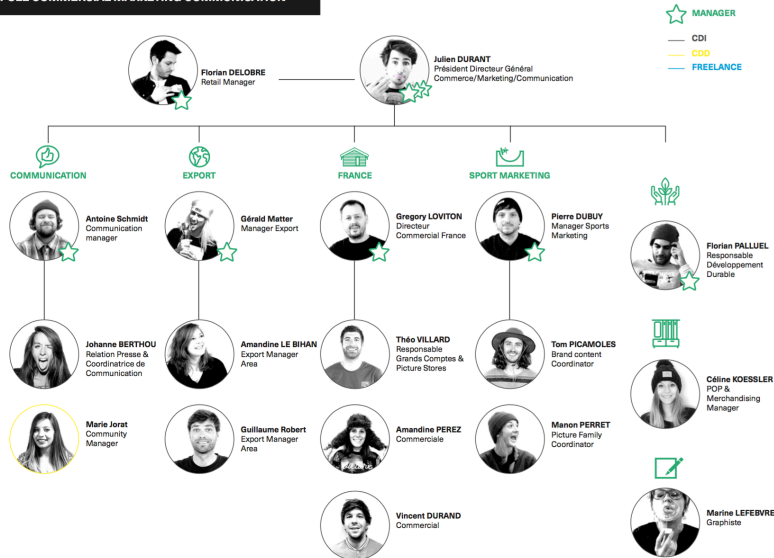 POLE COMMERCIAL MARKETING COMMUNICATION
MANAGER
CDI
CDD
FREELANCE
Florian DELOBRE
Retail Manager
Julien DURANT
Président Directeur Général
Commerce/Marketing/Communication
COMMUNICATION
EXPORT
FRANCE
SPORT MARKETING
Antoine Schmidt
Communication
manager
Gérald Matter
Manager Export
Gregory LOVITON
Directeur
Commercial France
Pierre DUBUY
Manager Sports
Marketing
Florian PALLUEL
Responsable
Développement
Durable
Johanne BERTHOU
Relation Presse &
Coordinatrice de
Communication
Amandine LE BIHAN
Export Manager
Area
Théo VILLARD
Responsable
Grands Comptes &
Picture Stores
Tom PICAMOLES
Brand content
Coordinator
Céline KOESSLER
POP &
Merchandising
Manager
Marie Jorat
Community
Manager
Guillaume Robert
Export Manager
Area
Amandine PEREZ
Commerciale
Manon PERRET
Picture Family
Coordinator
Vincent DURAND
Commercial
Marine LEFEBVRE
Graphiste